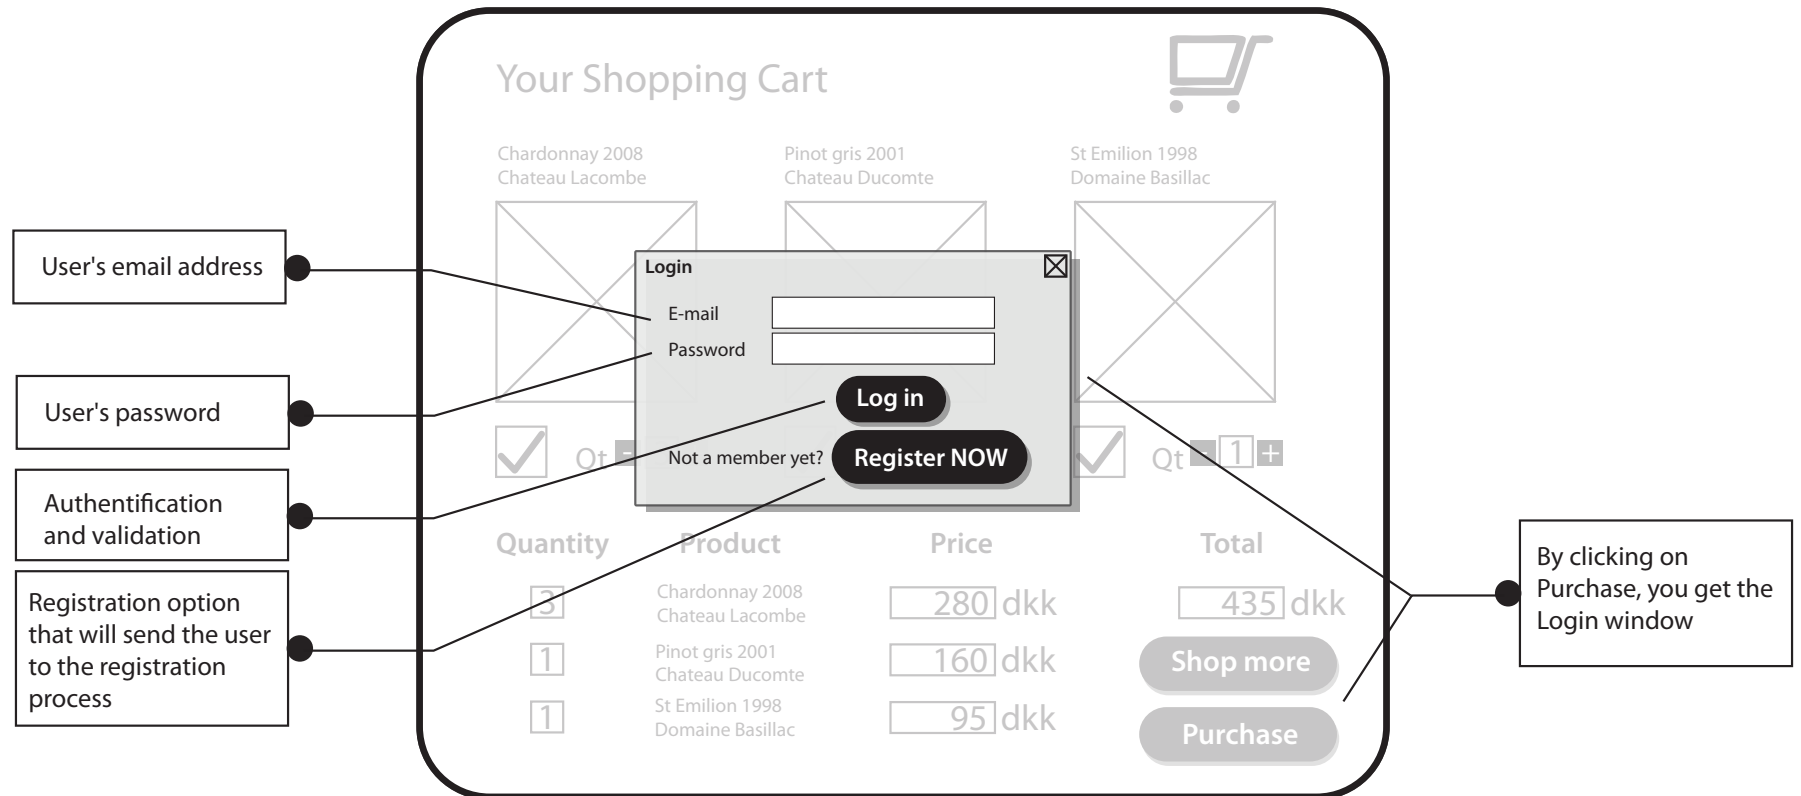 Your Shopping Cart
Chardonnay 2008
Chateau Lacombe
Pinot gris 2001
Chateau Ducomte
St Emilion 1998
Domaine Basillac
User's email address
Login
E-mail
Password
User's password
Log in
Qt -
Not a member yet?
Register NOW
Qt - 1 +
Authentification
and validation
Quantity Product Price Total
3
Chardonnay 2008
Chateau Lacombe
280 dkk
435 dkk
1
Pinot gris 2001
Chateau Ducomte
160 dkk
Shop more
1
St Emilion 1998
Domaine Basillac
95 dkk
Purchase
Registration option
that will send the user
to the registration
process
By clicking on
Purchase, you get the
Login window